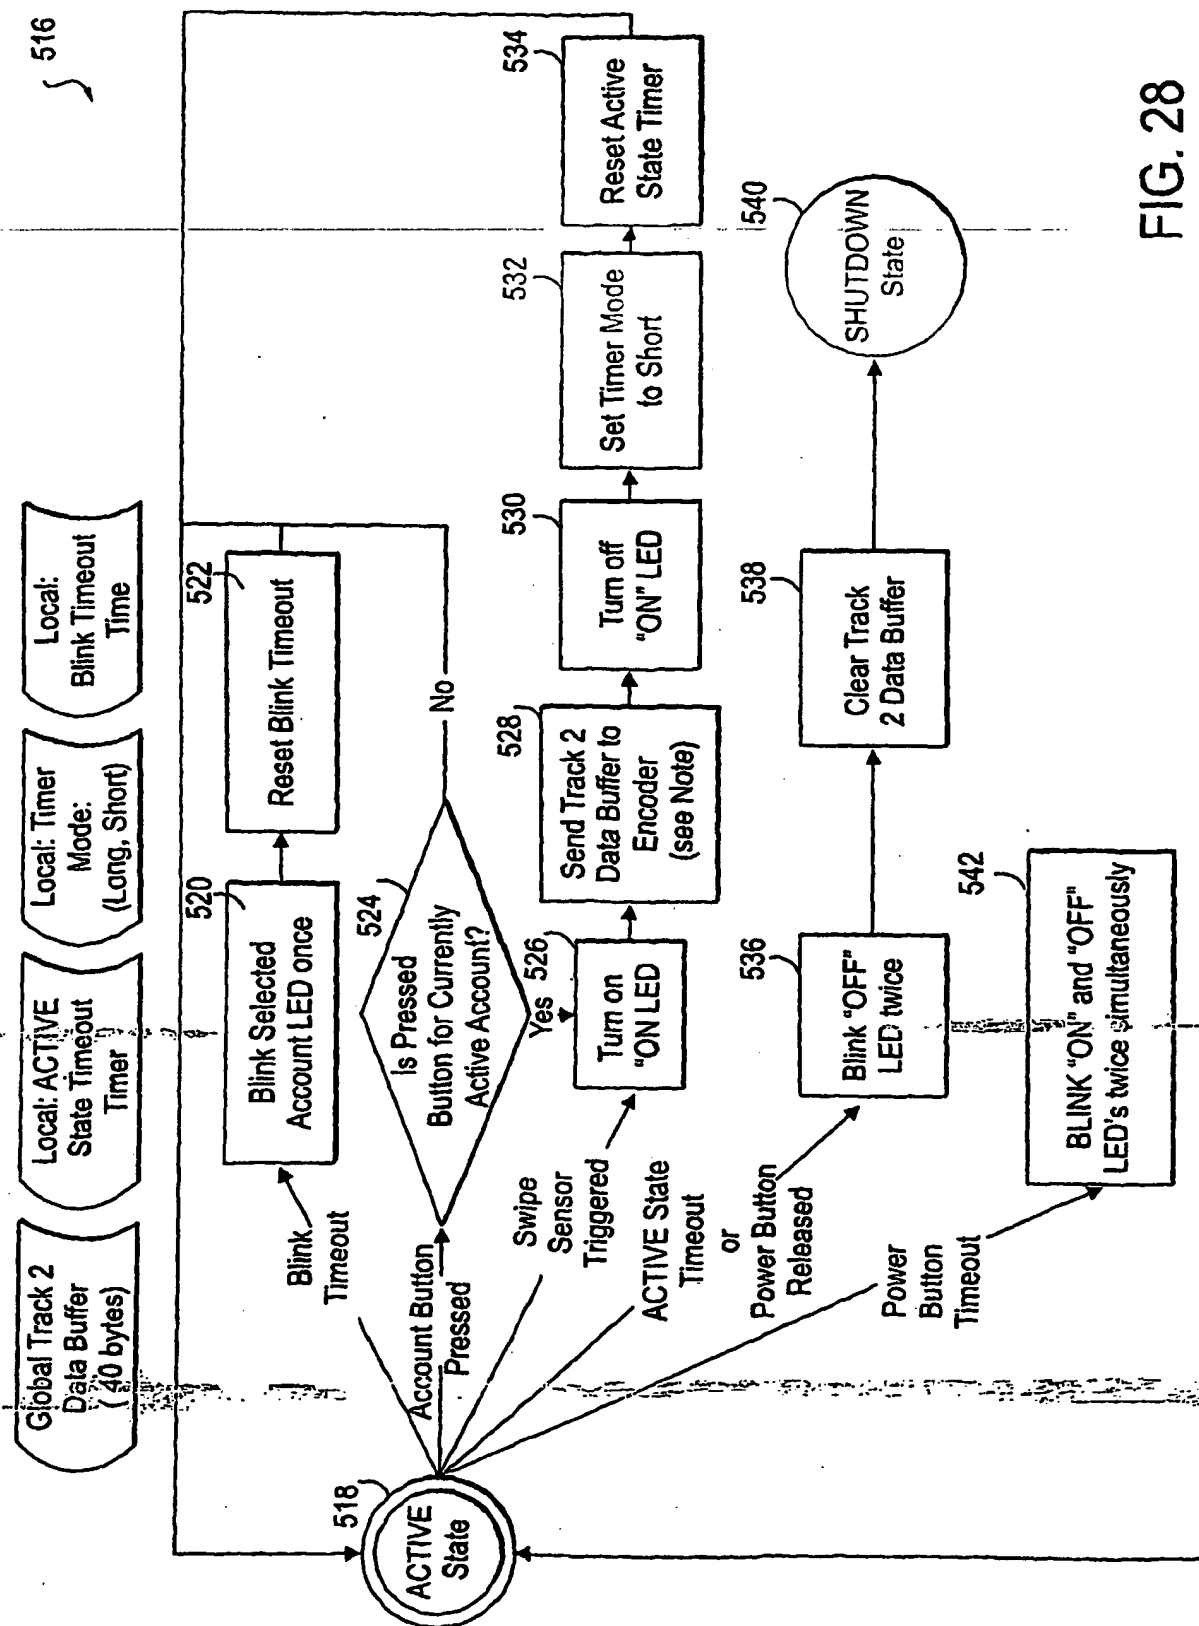 516
Global Track 2
Data Buffer
( 40 bytes)
Local: ACTIVE
State Timeout
Timer
Local: Timer
Mode:
(Long, Short)
Local:
Blink Timeout
Time
518
ACTIVE
State
Blink
Timeout
520
Blink Selected
Account LED once
522
Reset Blink Timeout
Account Button
Pressed
524
Is Pressed
Button for Currently
Active Account?
No
Yes
Swipe
Sensor
Triggered
526
Turn on
"ON LED
528
Send Track 2
Data Buffer to
Encoder
(see Note)
530
Turn off
"ON" LED
532
Set Timer Mode
to Short
534
Reset Active
State Timer
ACTIVE State
Timeout
or
Power Button
Released
536
Blink "OFF"
LED twice
538
Clear Track
2 Data Buffer
540
SHUTDOWN
State
Power
Button
Timeout
542
BLINK "ON" and "OFF"
LED's twice simultaneously
FIG. 28